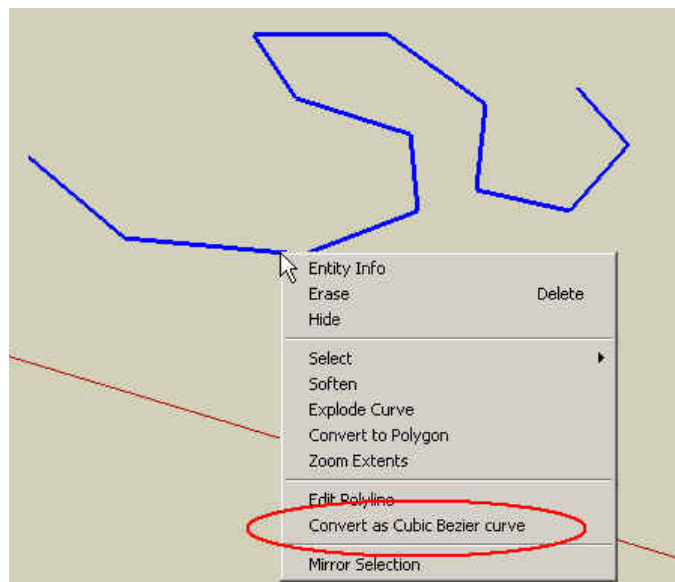 Entity Info
Erase Delete
Hide
Select
Soften
Explode Curve
Convert to Polygon
Zoom Extents
Edit Polyline
Convert as Cubic Bezier curve
Mirror Selection